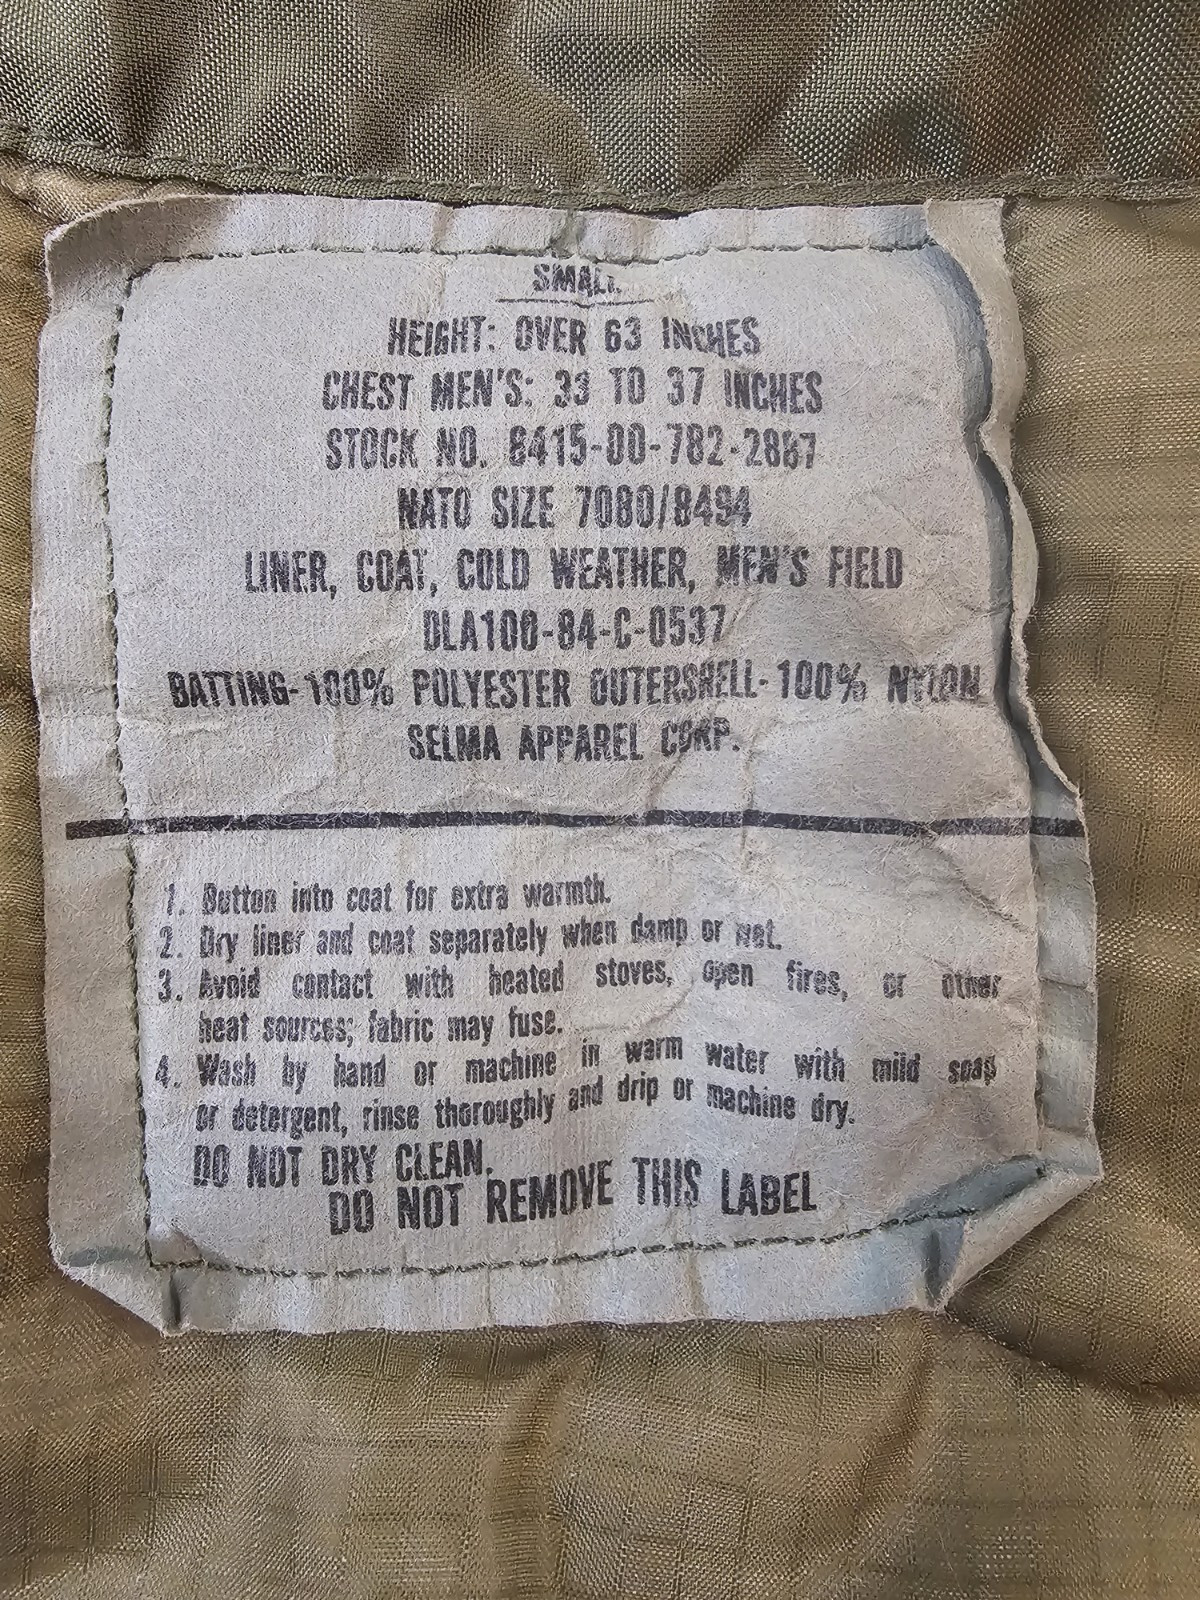 SMALL
HEIGHT: OVER 63 INCHES
CHEST MEN'S: 33 TO 37 INCHES
STOCK NO. 8415-00-782-2887
NATO SIZE 7080/8494
LINER, COAT, COLD WEATHER, MEN'S FIELD
DLA100-84-C-0537
BATTING-100% POLYESTER OUTERSHELL-100% NYLON
SELMA APPAREL CORP.
1. Button into coat for extra warmth.
2. Dry liner and coat separately when damp or wet.
3. Avoid contact with heated stoves, open fires, or other
heat sources; fabric may fuse.
4. Wash by hand or machine in warm water with mild soap
or detergent, rinse thoroughly and drip or machine dry.
DO NOT DRY CLEAN.
DO NOT REMOVE THIS LABEL